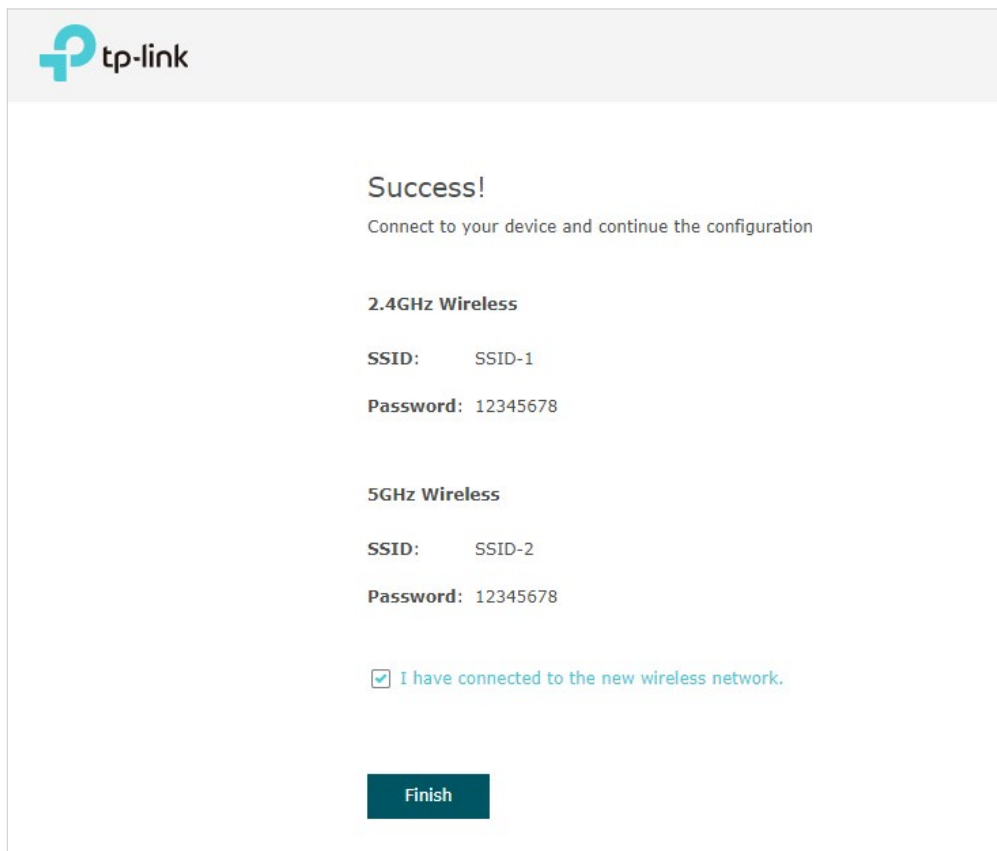 tp-link
Success!
Connect to your device and continue the configuration
2.4GHz Wireless
SSID: SSID-1
Password: 12345678
5GHz Wireless
SSID: SSID-2
Password: 12345678
I have connected to the new wireless network.
Finish